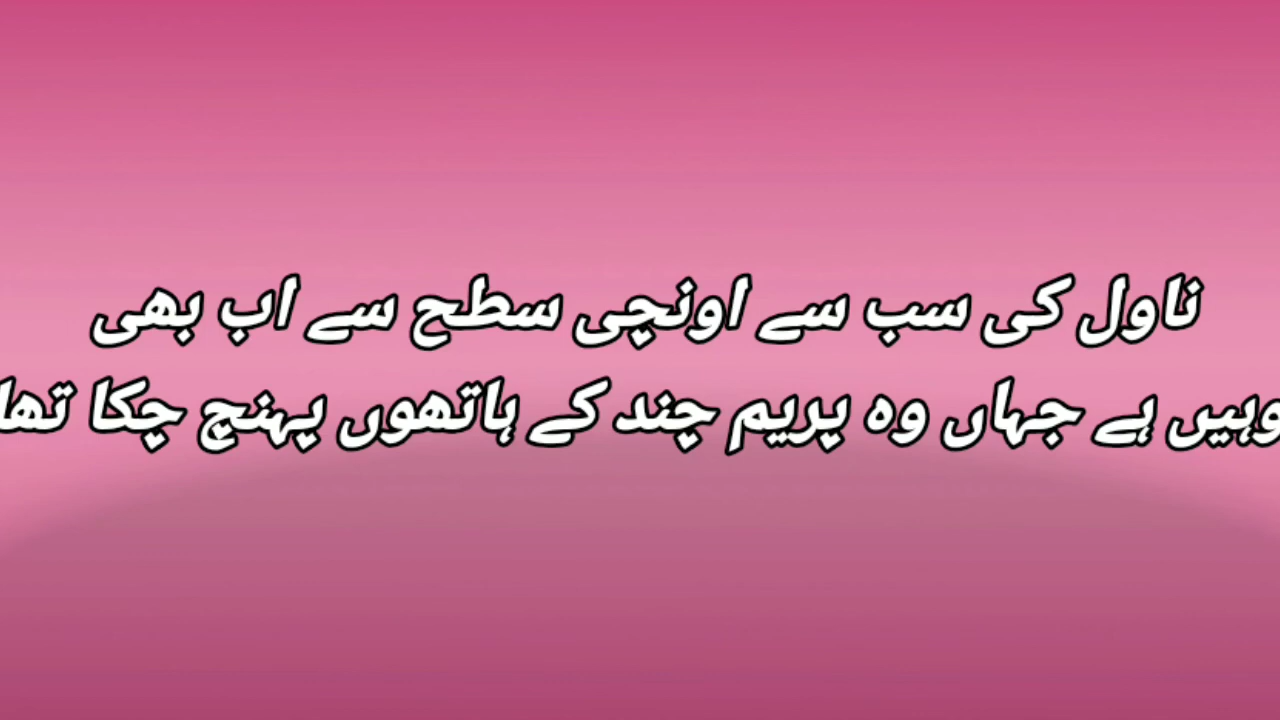 ناول کی سب سے اونچی سطح سے اب بھی
وہیں ہے جہاں وہ پریم چند کے ہاتھوں پہنچ چکا تھا